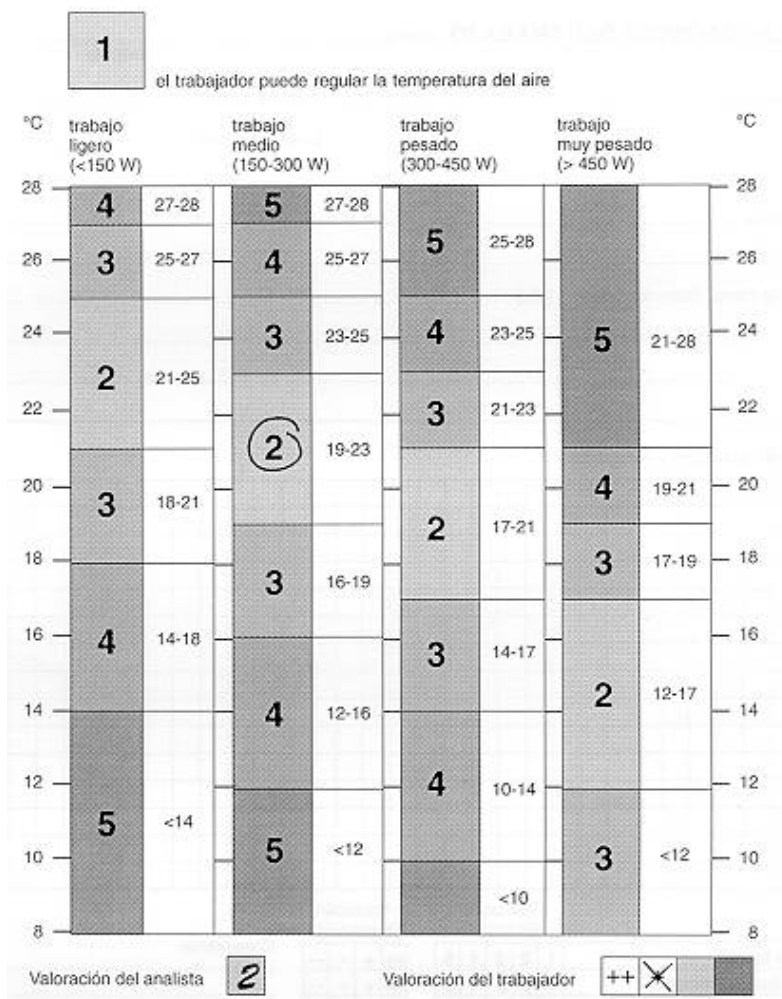 1
el trabajador puede regular la temperatura del aire
°C trabajo ligero (<150 W) trabajo medio (150-300 W) trabajo pesado (300-450 W) trabajo muy pesado (> 450 W) °C
28 4 27-28 5 27-28 28
5 25-28
26 3 25-27 4 25-27 26
24 3 23-25 4 23-25 5 21-28 24
2 21-25
22 3 21-23 22
2 19-23
20 3 18-21 4 19-21 20
2 17-21
18 3 16-19 3 17-19 18
16 4 14-18 3 14-17 16
14 4 12-16 2 12-17 14
12 4 10-14 12
5 <14
10 5 <12 3 <12 10
<10
8 8
Valoración del analista 2 Valoración del trabajador ++